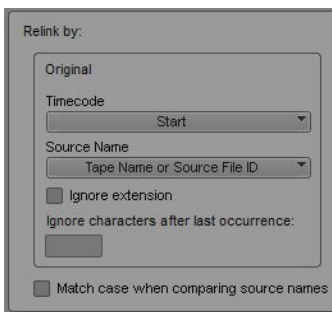 Relink by:
Original
Timecode
Start
Source Name
Tape Name or Source File ID
Ignore extension
Ignore characters after last occurrence:
Match case when comparing source names